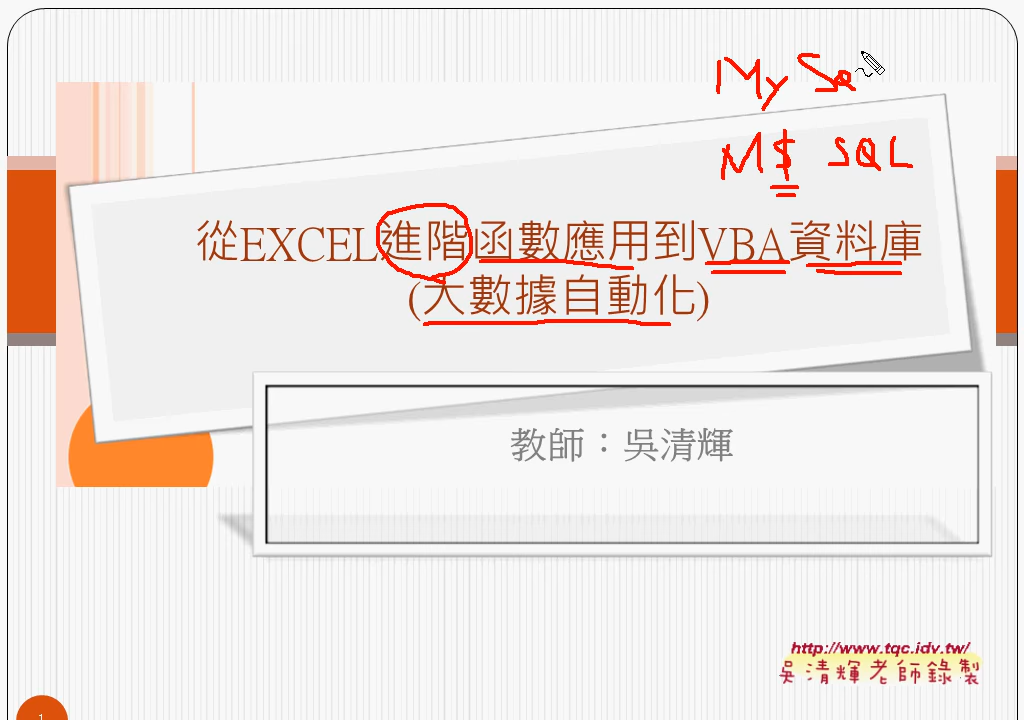 My SQ
M$ SQL
從EXCEL進階函數應用到VBA資料庫
(大數據自動化)
教師：吳清輝
http://www.tqc.idv.tw/
吳清輝老師錄製
1